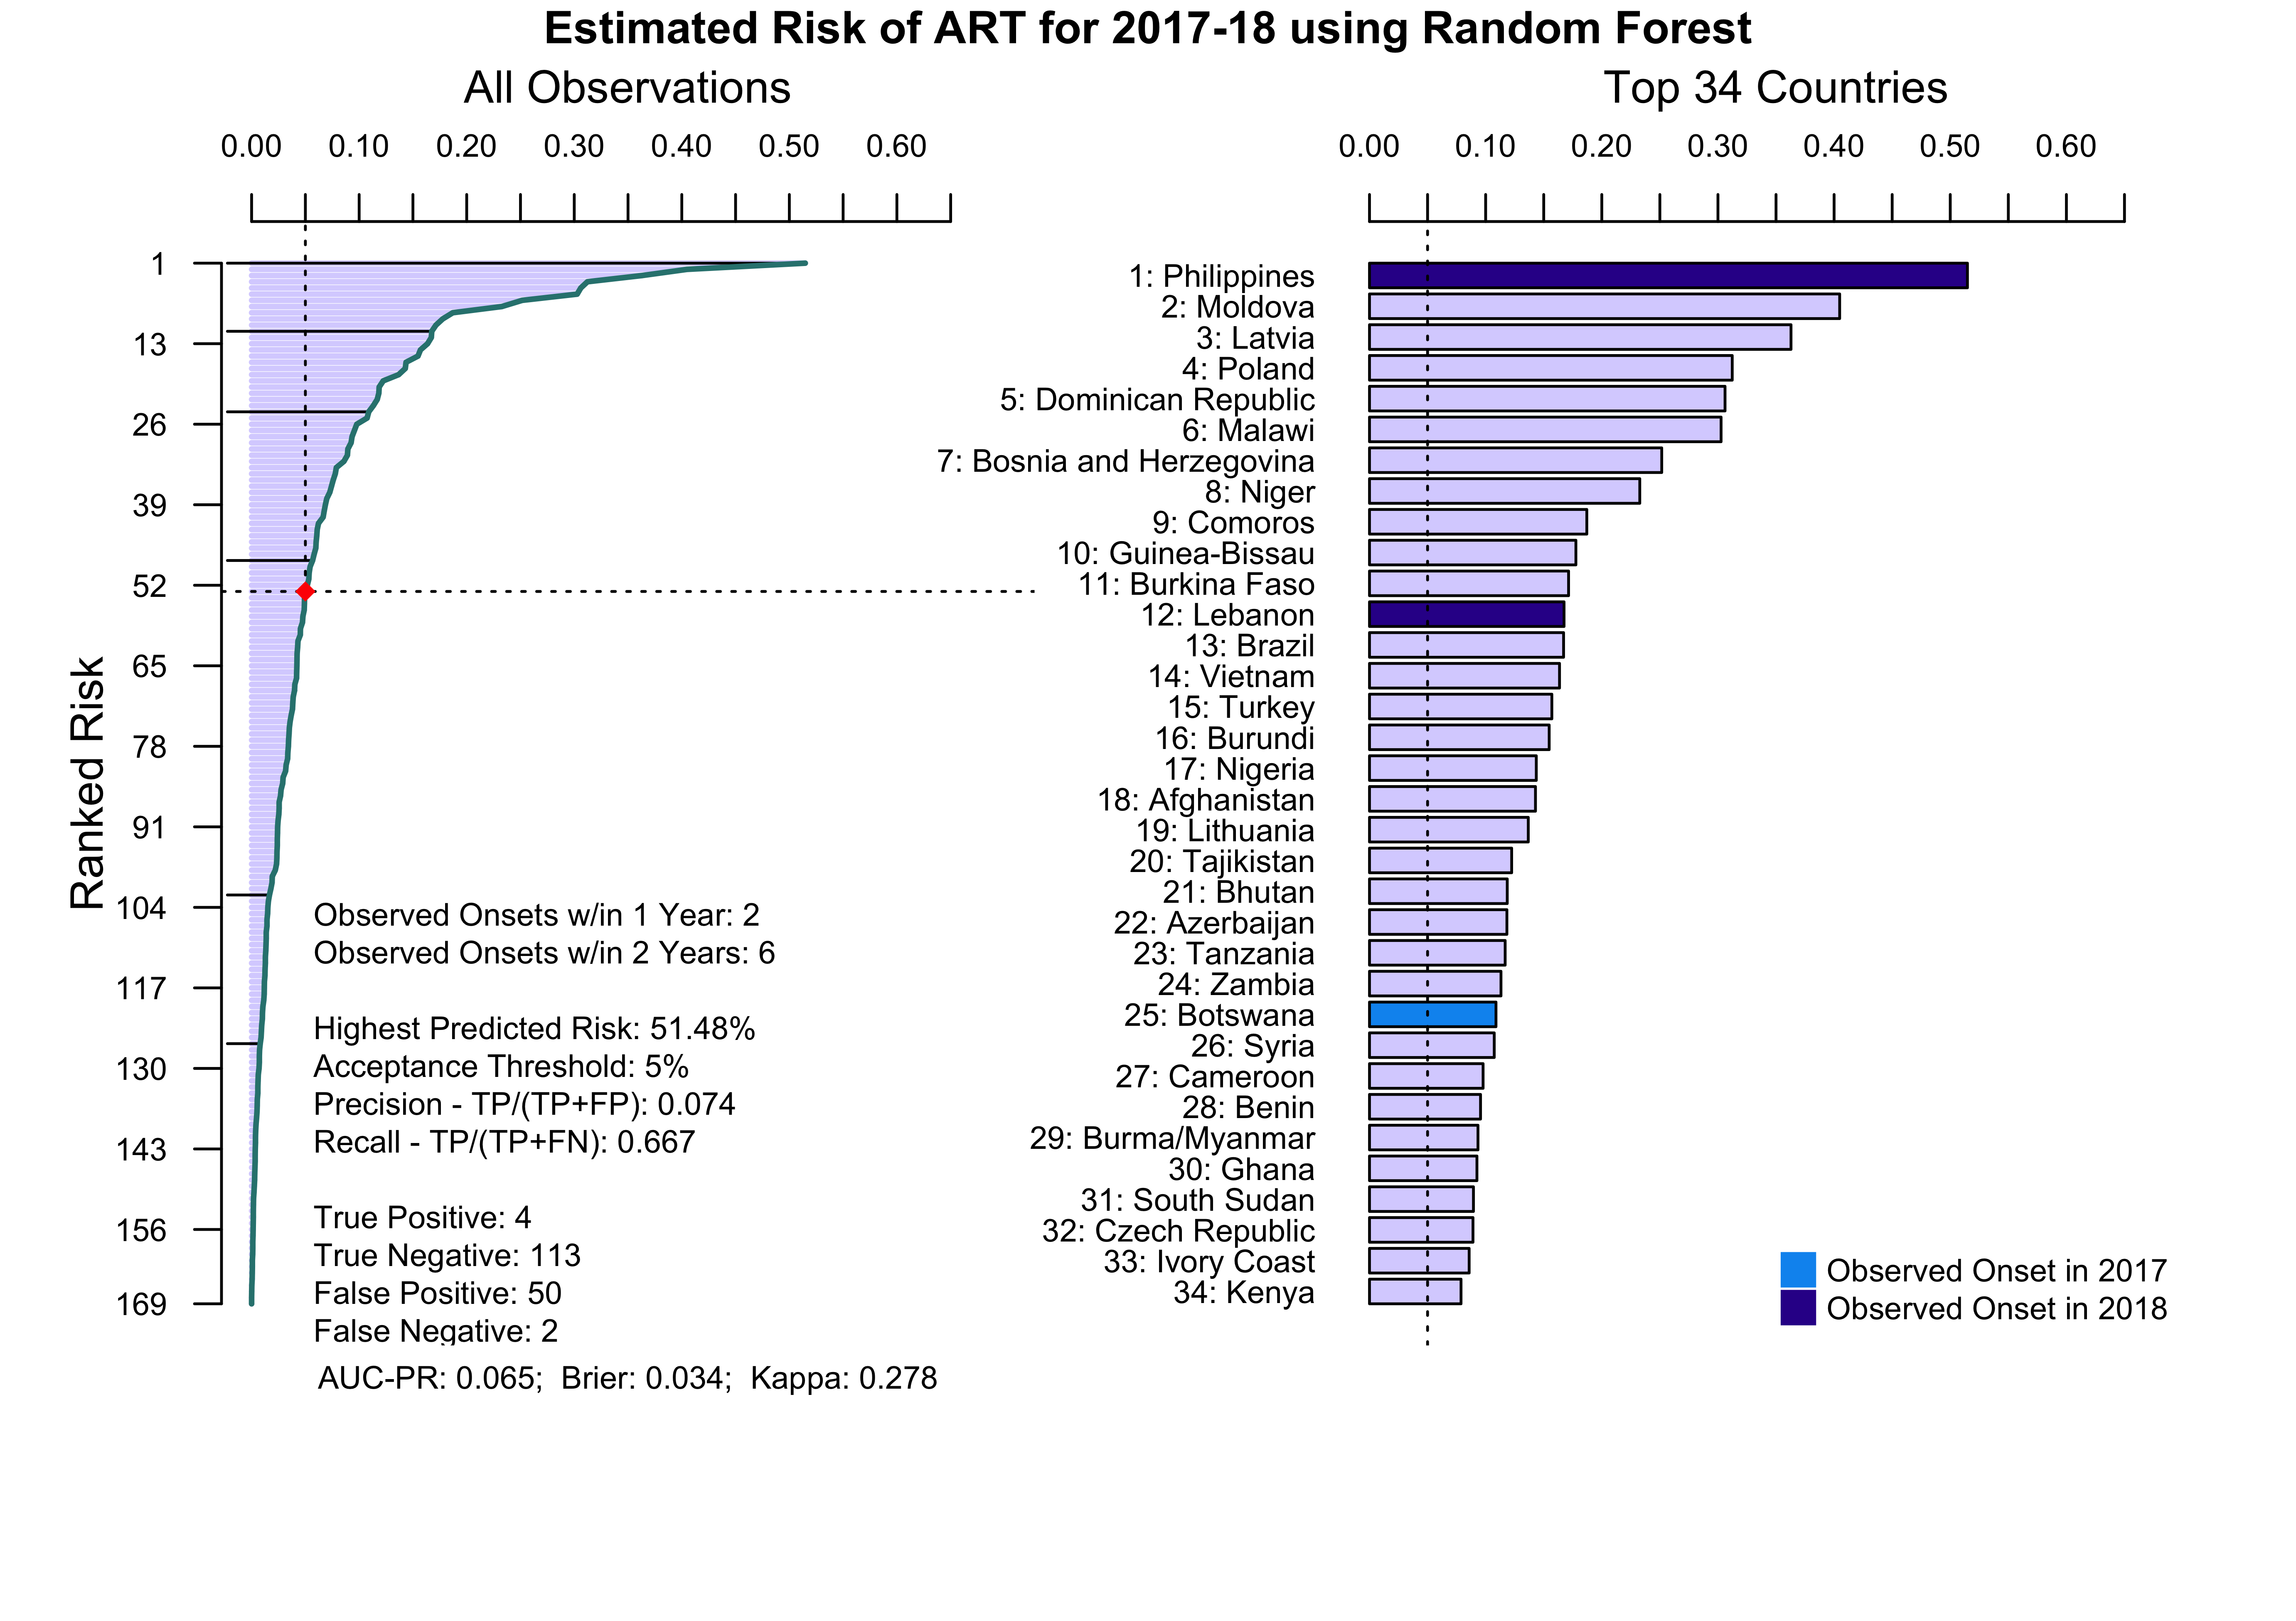 Estimated Risk of ART for 2017-18 using Random Forest
All Observations
0.00 0.10 0.20 0.30 0.40 0.50 0.60
Ranked Risk
1
13
26
39
52
65
78
91
104
117
130
143
156
169
Observed Onsets w/in 1 Year: 2
Observed Onsets w/in 2 Years: 6
Highest Predicted Risk: 51.48%
Acceptance Threshold: 5%
Precision - TP/(TP+FP): 0.074
Recall - TP/(TP+FN): 0.667
True Positive: 4
True Negative: 113
False Positive: 50
False Negative: 2
AUC-PR: 0.065; Brier: 0.034; Kappa: 0.278
Top 34 Countries
0.00 0.10 0.20 0.30 0.40 0.50 0.60
1: Philippines
2: Moldova
3: Latvia
4: Poland
5: Dominican Republic
6: Malawi
7: Bosnia and Herzegovina
8: Niger
9: Comoros
10: Guinea-Bissau
11: Burkina Faso
12: Lebanon
13: Brazil
14: Vietnam
15: Turkey
16: Burundi
17: Nigeria
18: Afghanistan
19: Lithuania
20: Tajikistan
21: Bhutan
22: Azerbaijan
23: Tanzania
24: Zambia
25: Botswana
26: Syria
27: Cameroon
28: Benin
29: Burma/Myanmar
30: Ghana
31: South Sudan
32: Czech Republic
33: Ivory Coast
34: Kenya
Observed Onset in 2017
Observed Onset in 2018